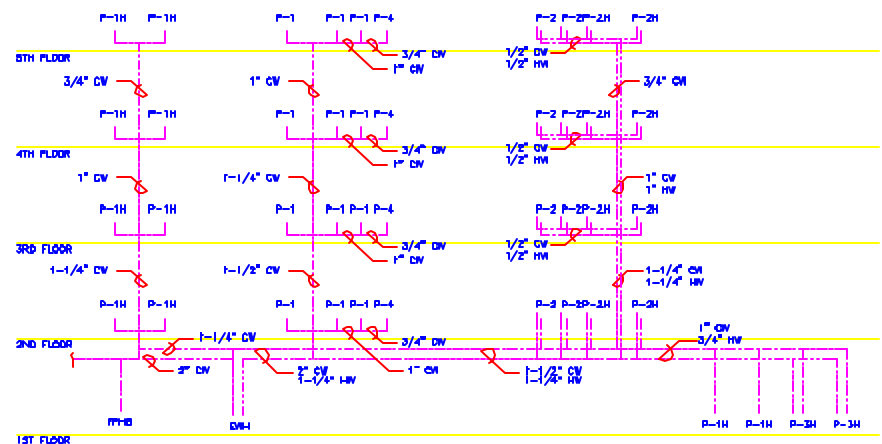 P-1H P-1H P-1 P-1 P-1 P-4 P-2 P-2 P-2H P-2H
3/4" CW 1/2" CW
5TH FLOOR 1" CW 1/2" HW
3/4" CW 1" CW 3/4" CW
P-1H P-1H P-1 P-1 P-1 P-4 P-2 P-2 P-2H P-2H
3/4" CW 1/2" CW
4TH FLOOR 1" CW 1/2" HW
1" CW 1-1/4" CW 1" CW
1" HW
P-1H P-1H P-1 P-1 P-1 P-4 P-2 P-2 P-2H P-2H
3/4" CW 1/2" CW
3RD FLOOR 1" CW 1/2" HW
1-1/4" CW 1-1/2" CW 1-1/4" CW
1-1/4" HW
P-1H P-1H P-1 P-1 P-1 P-4 P-2 P-2 P-2H P-2H
1" CW
1-1/4" CW 3/4" CW 3/4" HW
2ND FLOOR
2" CW 2" CW 1" CW 1-1/2" CW
1-1/4" HW 1-1/4" HW
FPHB EWH P-1H P-1H P-3H P-3H
1ST FLOOR